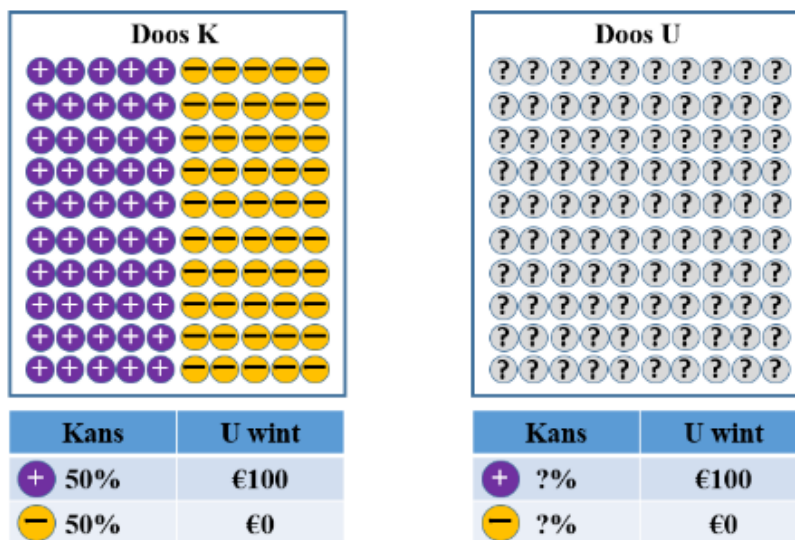 Doos K
+ + + + + − − − − −
+ + + + + − − − − −
+ + + + + − − − − −
+ + + + + − − − − −
+ + + + + − − − − −
+ + + + + − − − − −
+ + + + + − − − − −
+ + + + + − − − − −
+ + + + + − − − − −
+ + + + + − − − − −
Kans U wint
+ 50% €100
− 50% €0
Doos U
? ? ? ? ? ? ? ? ? ?
? ? ? ? ? ? ? ? ? ?
? ? ? ? ? ? ? ? ? ?
? ? ? ? ? ? ? ? ? ?
? ? ? ? ? ? ? ? ? ?
? ? ? ? ? ? ? ? ? ?
? ? ? ? ? ? ? ? ? ?
? ? ? ? ? ? ? ? ? ?
? ? ? ? ? ? ? ? ? ?
? ? ? ? ? ? ? ? ? ?
Kans U wint
+ ?% €100
− ?% €0